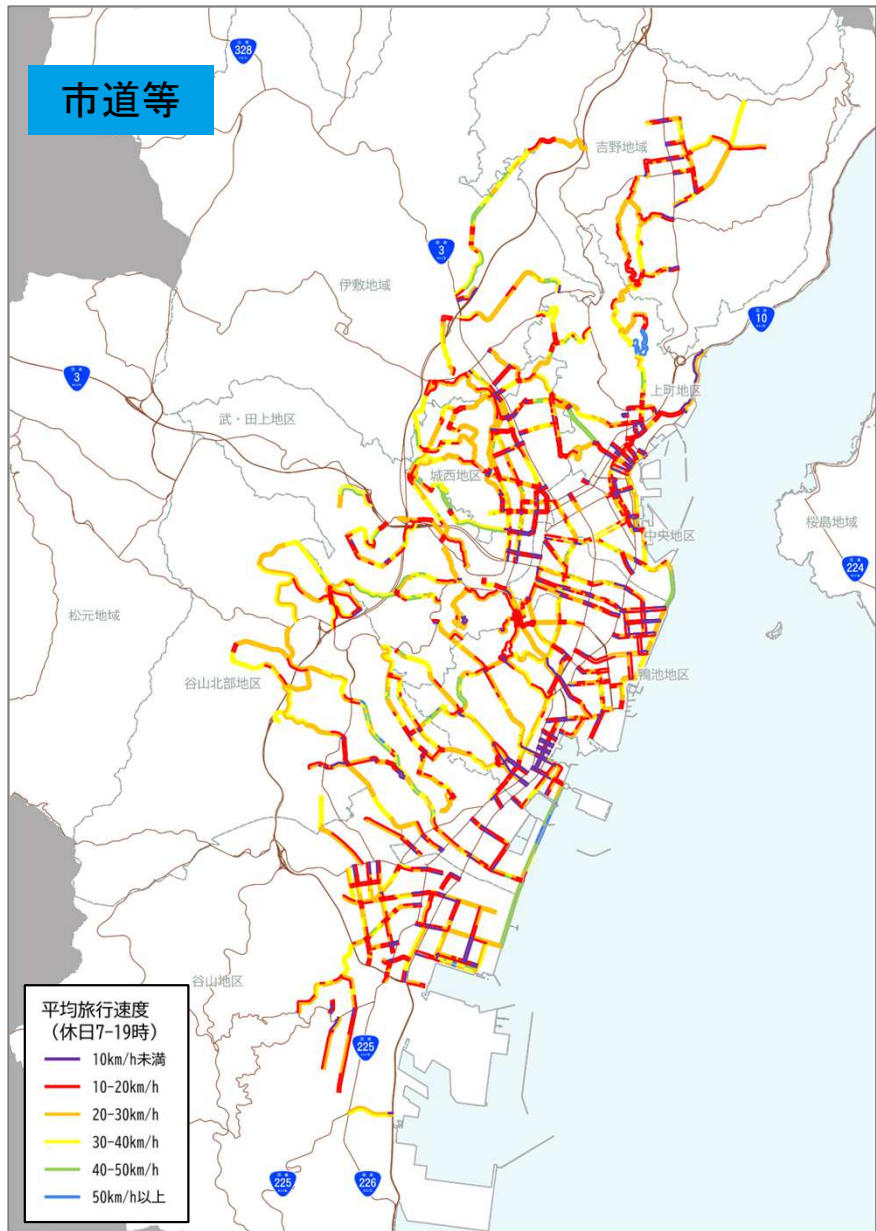 328
市道等
吉野地域
3
伊敷地域
10
3
上町地区
武・田上地区
城西地区
桜島地域
中央地区
224
松元地域
谷山北部地区
鴨池地区
谷山地区
平均旅行速度
(休日7-19時)
10km/h未満
10-20km/h
20-30km/h
30-40km/h
40-50km/h
50km/h以上
225
225
226